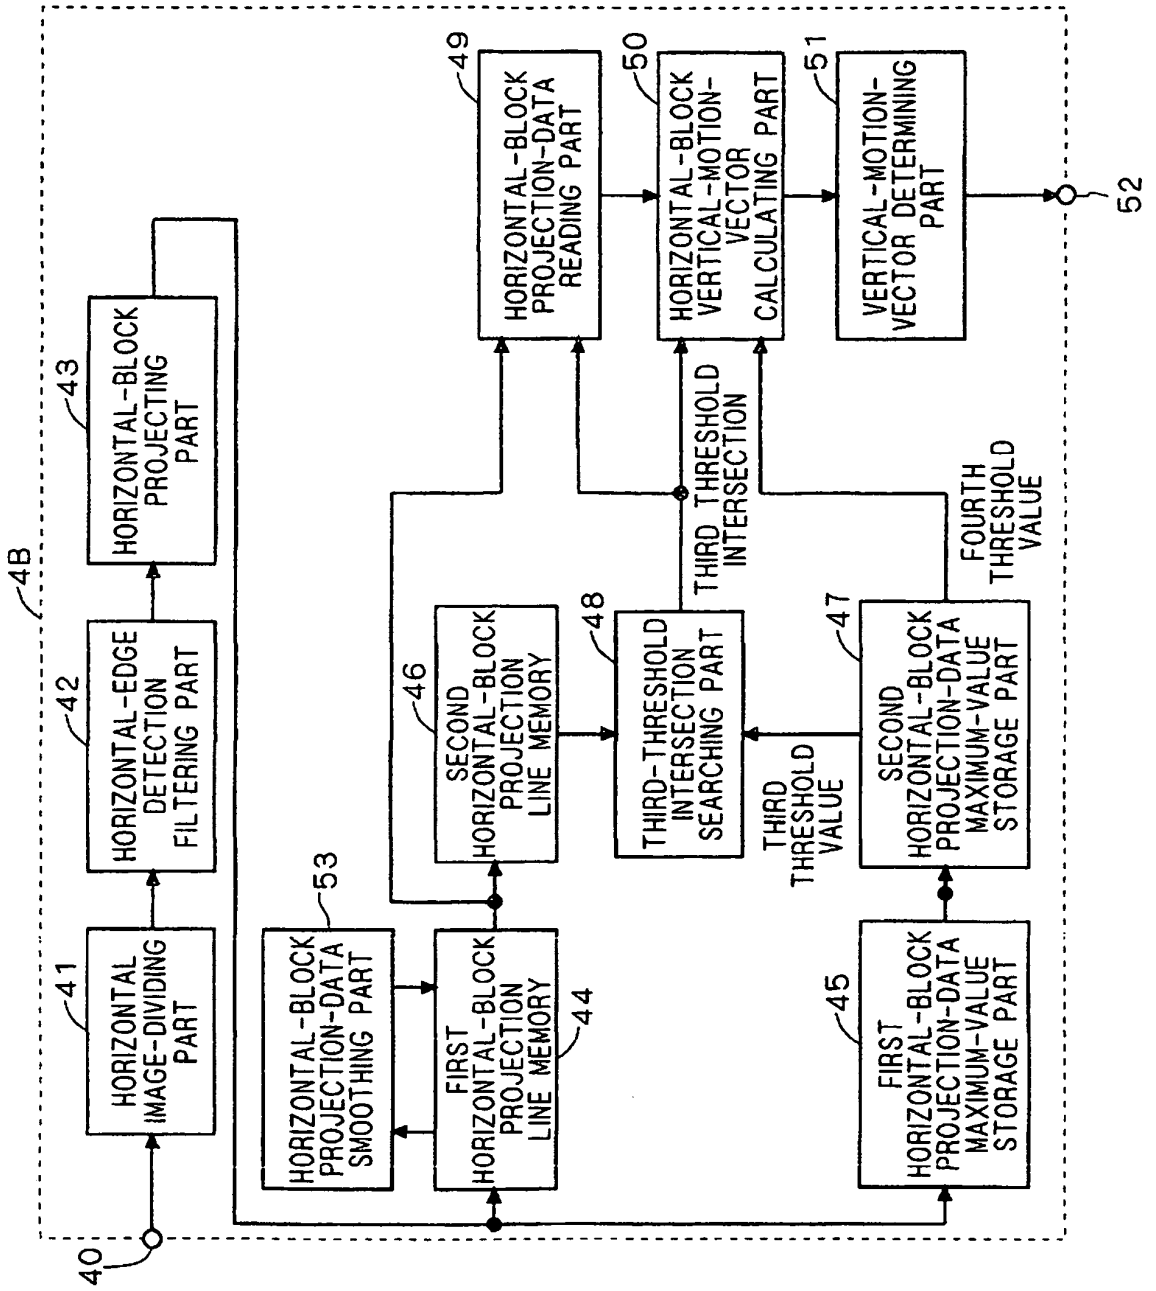 4B
40
41
HORIZONTAL
IMAGE-DIVIDING
PART
42
HORIZONTAL-EDGE
DETECTION
FILTERING PART
43
HORIZONTAL-BLOCK
PROJECTING
PART
53
HORIZONTAL-BLOCK
PROJECTION-DATA
SMOOTHING PART
FIRST
HORIZONTAL-BLOCK
PROJECTION
LINE MEMORY
44
46
SECOND
HORIZONTAL-BLOCK
PROJECTION
LINE MEMORY
49
HORIZONTAL-BLOCK
PROJECTION-DATA
READING PART
48
THIRD-THRESHOLD
INTERSECTION
SEARCHING PART
THIRD THRESHOLD
INTERSECTION
50
HORIZONTAL-BLOCK
VERTICAL-MOTION-
VECTOR
CALCULATING PART
THIRD
THRESHOLD
VALUE
45
FIRST
HORIZONTAL-BLOCK
PROJECTION-DATA
MAXIMUM-VALUE
STORAGE PART
47
SECOND
HORIZONTAL-BLOCK
PROJECTION-DATA
MAXIMUM-VALUE
STORAGE PART
FOURTH
THRESHOLD
VALUE
51
VERTICAL-MOTION-
VECTOR DETERMINING
PART
52